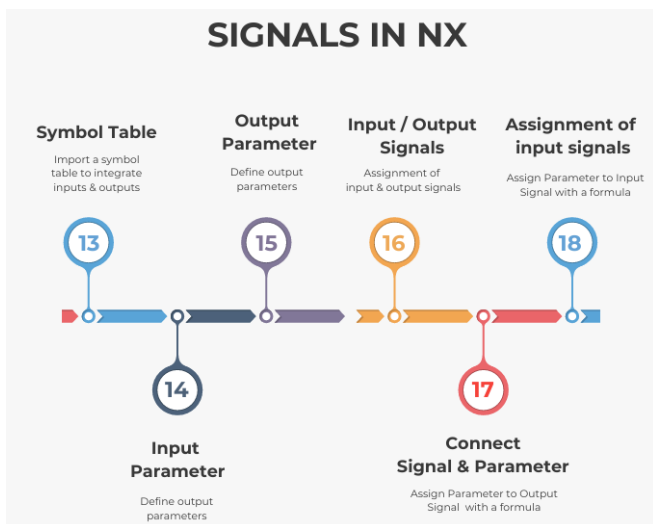 SIGNALS IN NX
Symbol Table
Import a symbol
table to integrate
inputs & outputs
13
14
Input
Parameter
Define output
parameters
Output
Parameter
Define output
parameters
15
Input / Output
Signals
Assignment of
input & output signals
16
17
Connect
Signal & Parameter
Assign Parameter to Output
Signal with a formula
Assignment of
input signals
Assign Parameter to Input
Signal with a formula
18